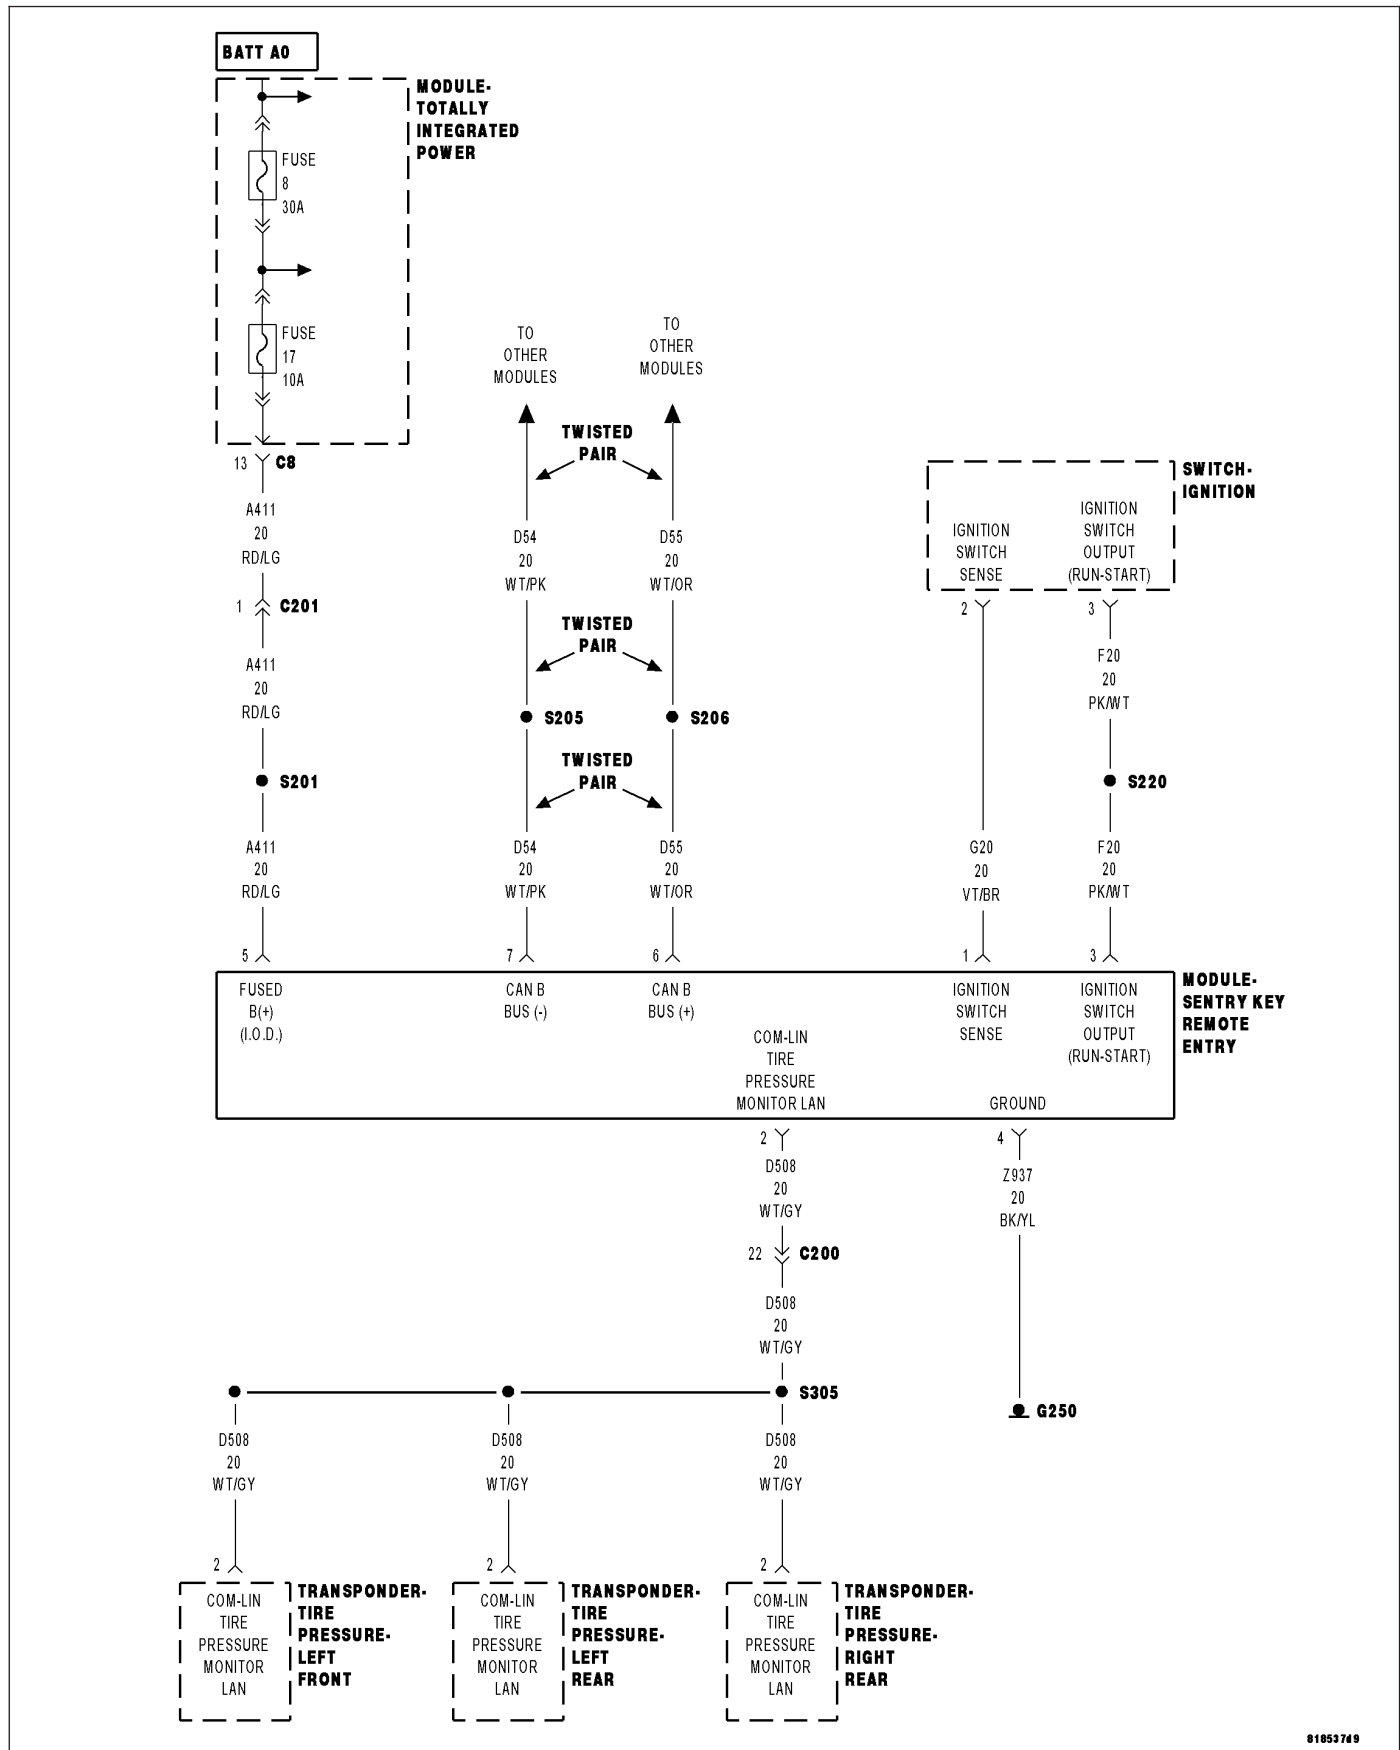 BATT A0
MODULE-
TOTALLY
INTEGRATED
POWER
FUSE
8
30A
FUSE
17
10A
TO
OTHER
MODULES
TO
OTHER
MODULES
TWISTED
PAIR
13
C8
A411
20
RD/LG
1
C201
A411
20
RD/LG
S201
A411
20
RD/LG
5
D54
20
WT/PK
D55
20
WT/OR
TWISTED
PAIR
S205
S206
TWISTED
PAIR
D54
20
WT/PK
7
D55
20
WT/OR
6
SWITCH-
IGNITION
IGNITION
SWITCH
SENSE
IGNITION
SWITCH
OUTPUT
(RUN-START)
2
3
F20
20
PK/WT
S220
G20
20
VT/BR
1
F20
20
PK/WT
3
FUSED
B(+)
(I.O.D.)
CAN B
BUS (-)
CAN B
BUS (+)
IGNITION
SWITCH
SENSE
IGNITION
SWITCH
OUTPUT
(RUN-START)
MODULE-
SENTRY KEY
REMOTE
ENTRY
COM-LIN
TIRE
PRESSURE
MONITOR LAN
GROUND
2
D508
20
WT/GY
22
C200
D508
20
WT/GY
S305
4
Z937
20
BK/YL
G250
D508
20
WT/GY
2
D508
20
WT/GY
2
D508
20
WT/GY
2
COM-LIN
TIRE
PRESSURE
MONITOR
LAN
TRANSPONDER-
TIRE
PRESSURE-
LEFT
FRONT
COM-LIN
TIRE
PRESSURE
MONITOR
LAN
TRANSPONDER-
TIRE
PRESSURE-
LEFT
REAR
COM-LIN
TIRE
PRESSURE
MONITOR
LAN
TRANSPONDER-
TIRE
PRESSURE-
RIGHT
REAR